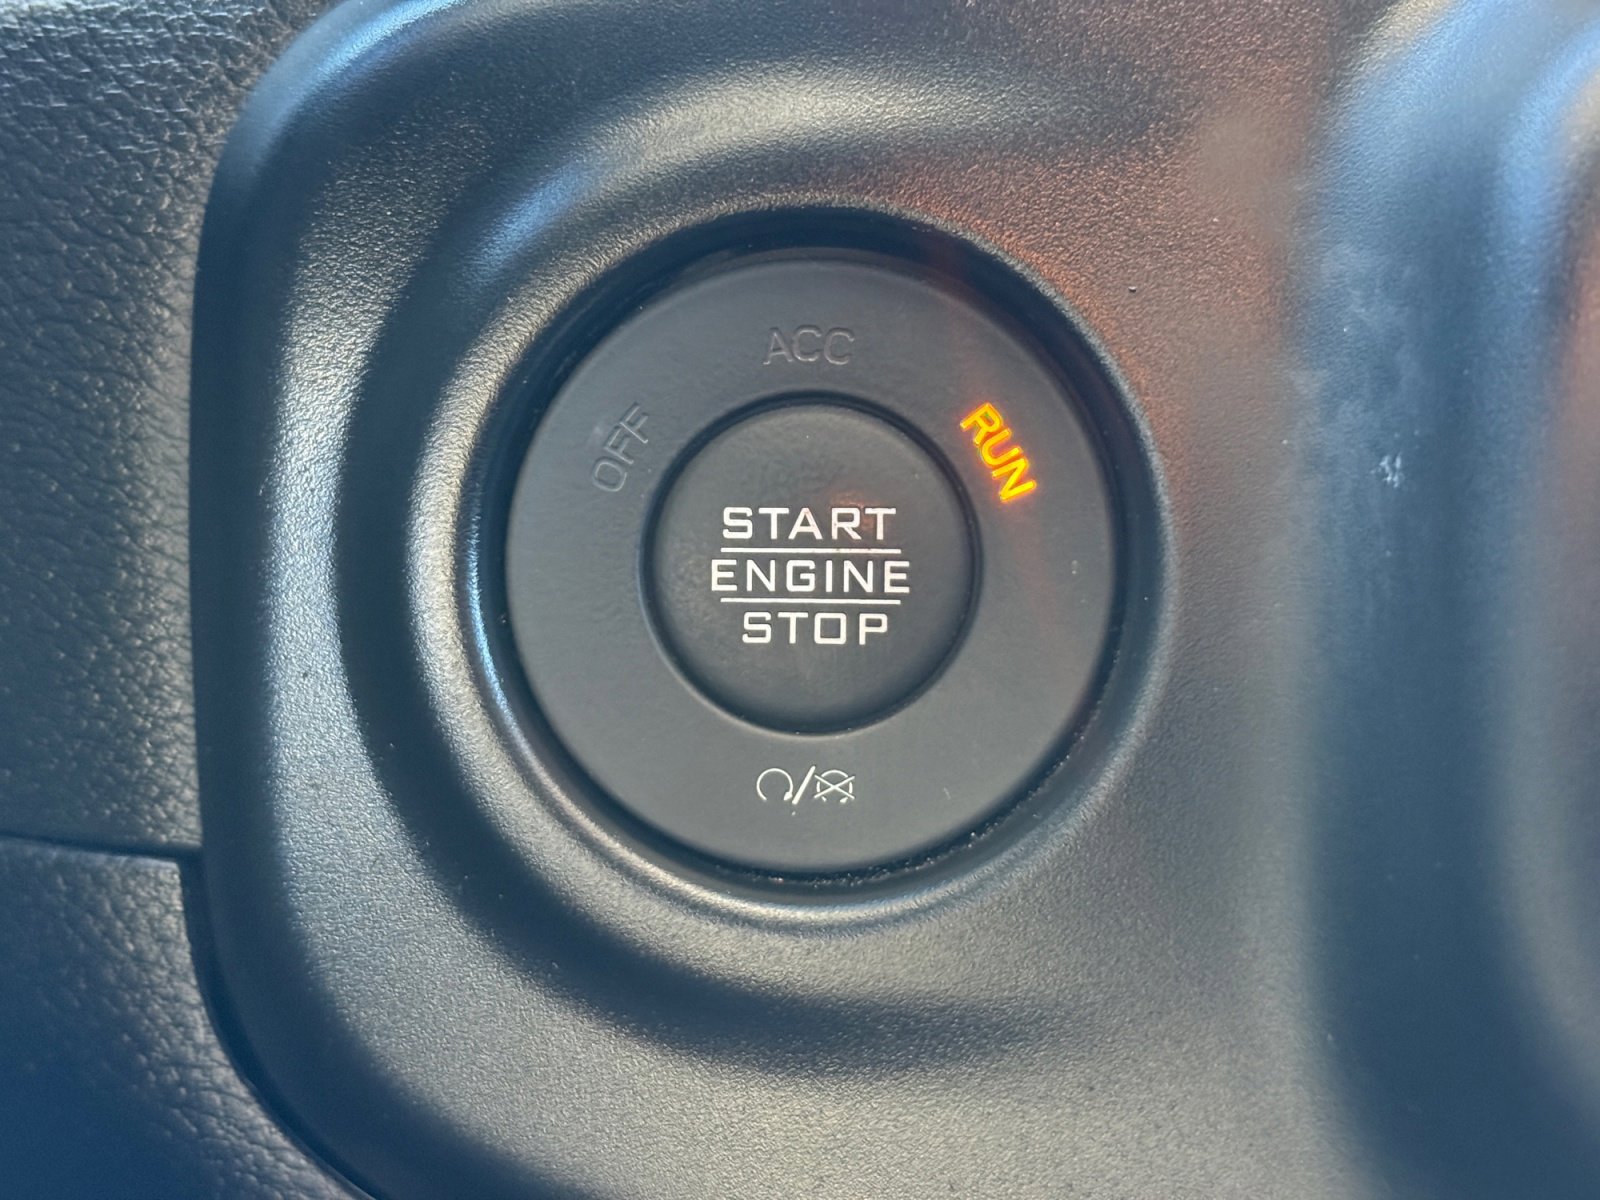 ACC
OFF
RUN
START
ENGINE
STOP